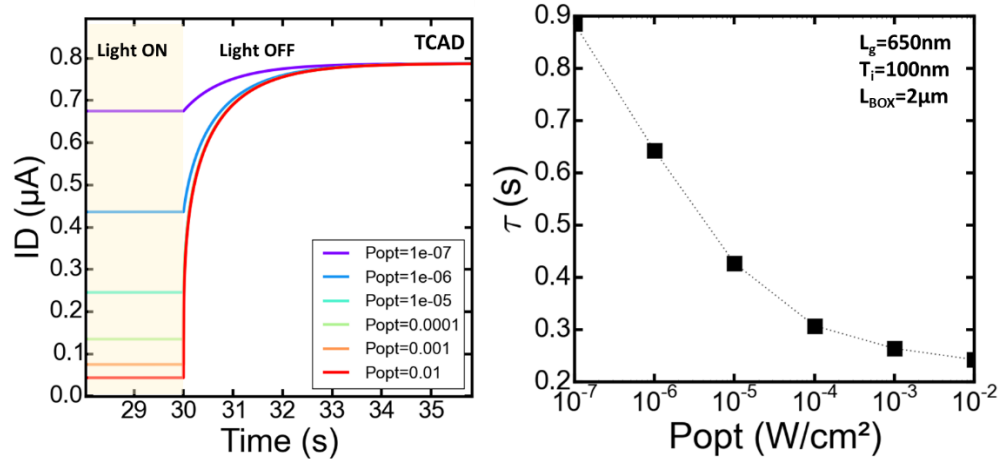 Light ON
Light OFF
TCAD
0.8
0.7
0.6
0.5
0.4
0.3
0.2
0.1
0.0
ID (μA)
29 30 31 32 33 34 35
Time (s)
Popt=1e-07
Popt=1e-06
Popt=1e-05
Popt=0.0001
Popt=0.001
Popt=0.01
0.9
0.8
0.7
0.6
0.5
0.4
0.3
0.2
τ (s)
Lg=650nm
Ti=100nm
LBOX=2μm
10⁻⁷ 10⁻⁶ 10⁻⁵ 10⁻⁴ 10⁻³ 10⁻²
Popt (W/cm²)